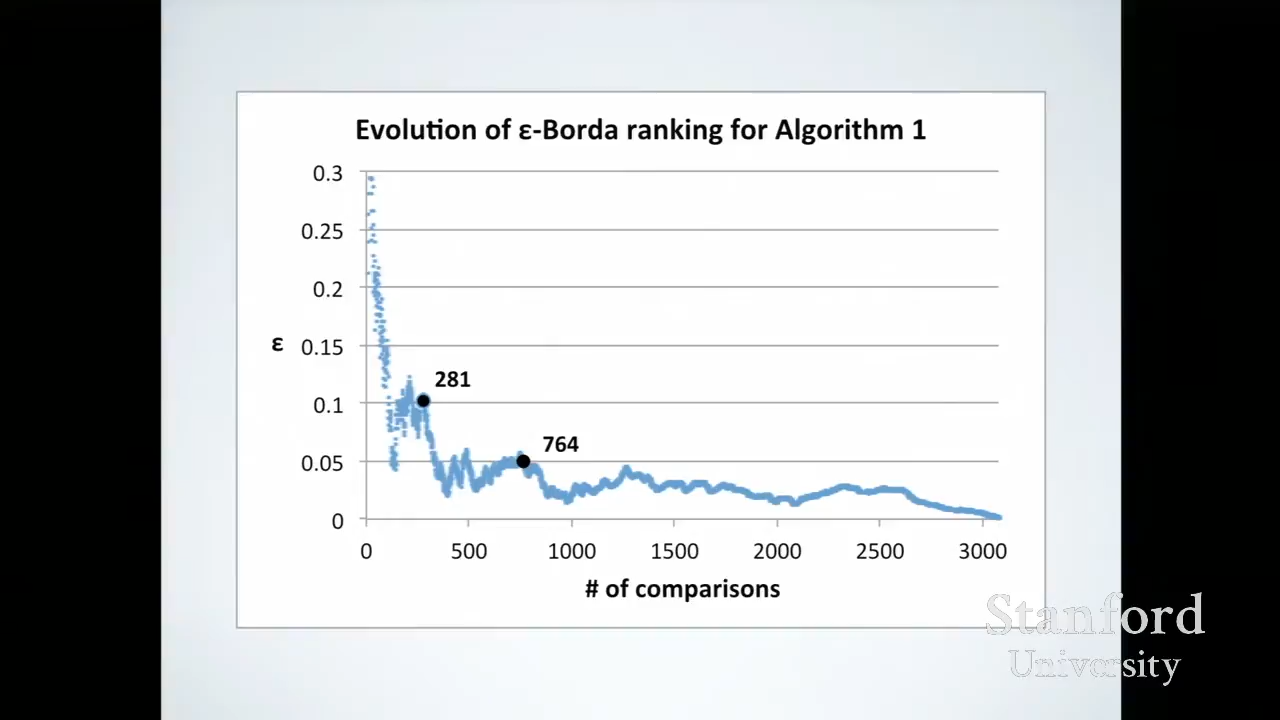 Evolution of ε-Borda ranking for Algorithm 1
0.3
0.25
0.2
0.15
0.1
0.05
0
ε
281
764
0 500 1000 1500 2000 2500 3000
# of comparisons
Stanford
University